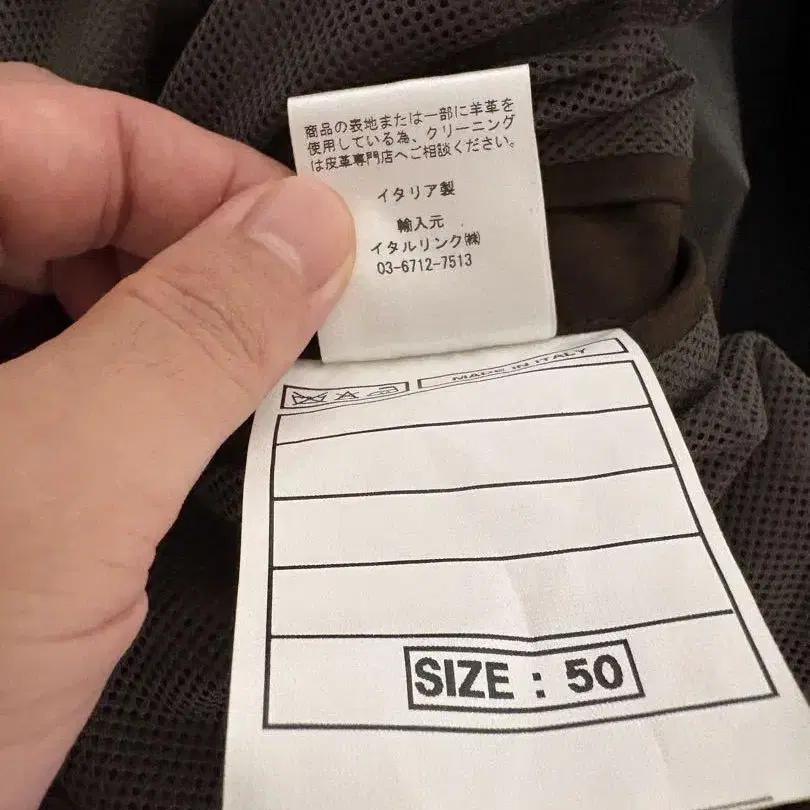 商品の表地または一部に羊革を
使用している為、クリーニング
は皮革専門店へご相談ください。
イタリア製
輸入元
イタルリンク㈱
03-6712-7513
MADE IN ITALY
SIZE : 50